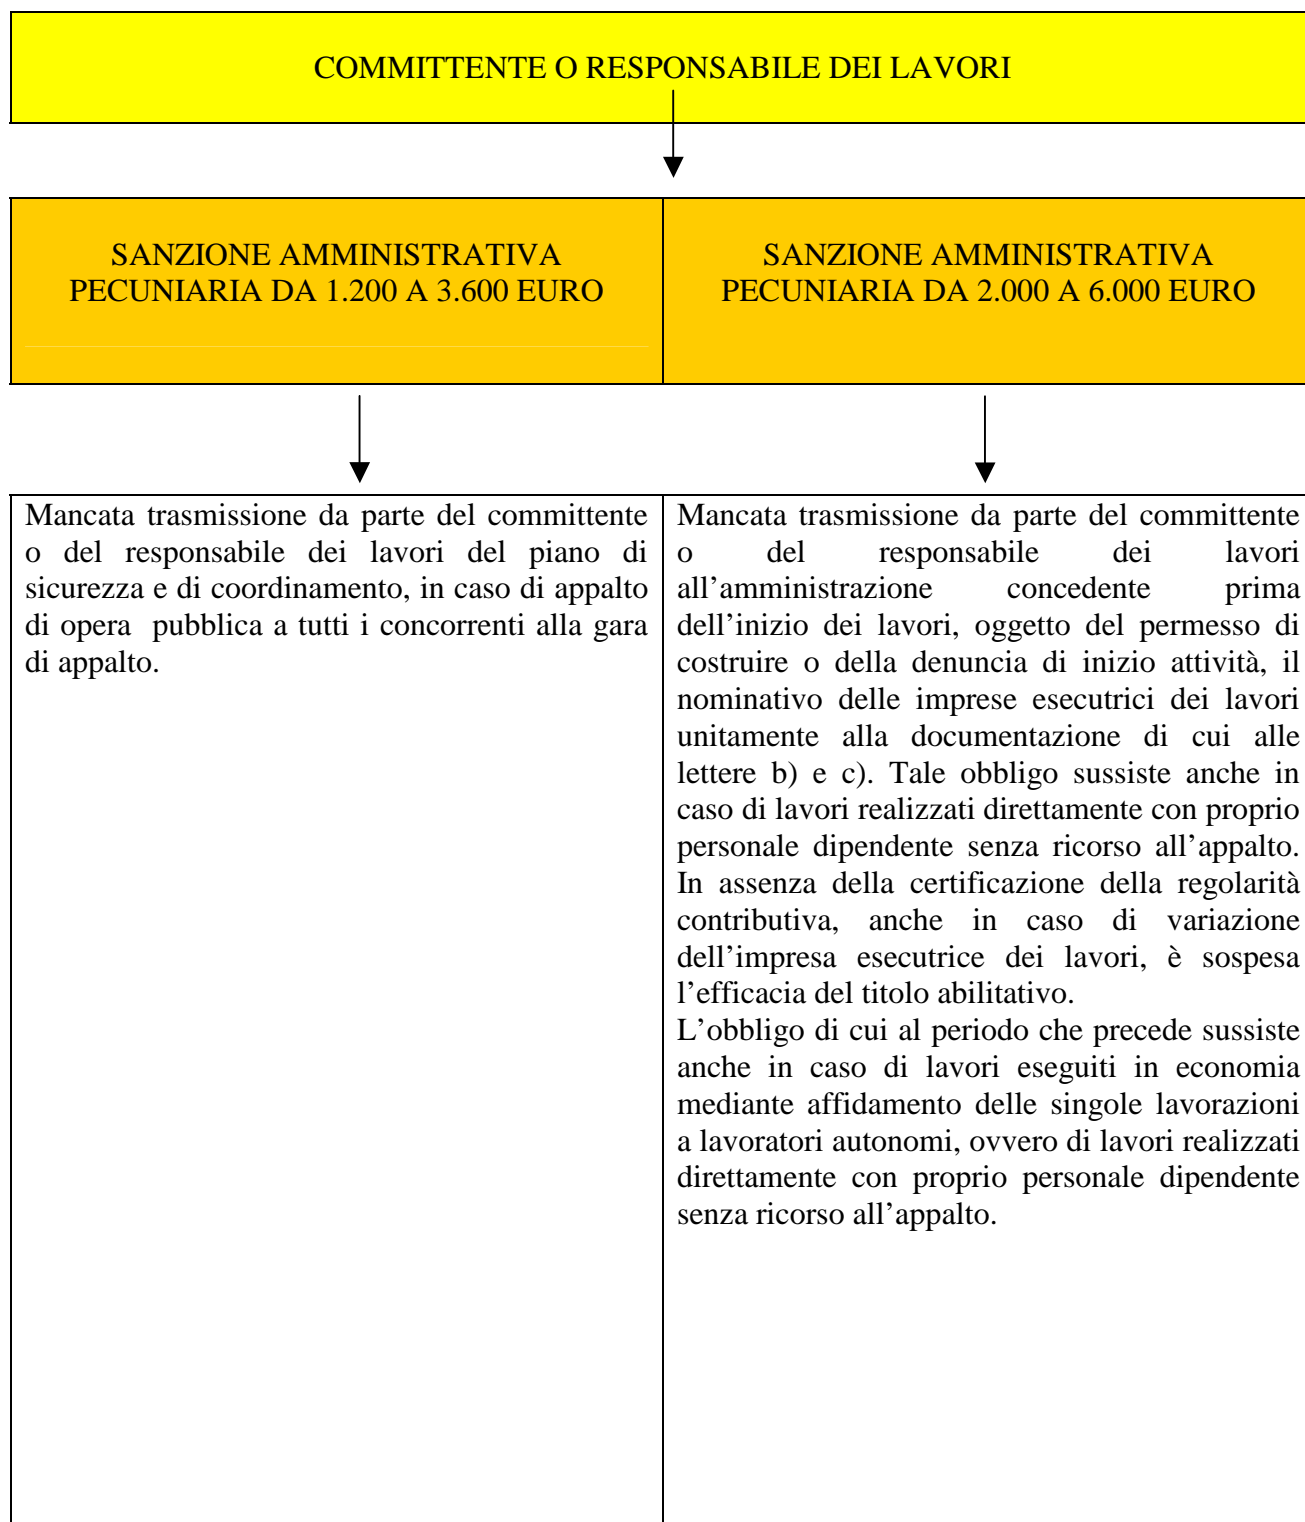 COMMITTENTE O RESPONSABILE DEI LAVORI
SANZIONE AMMINISTRATIVA
PECUNIARIA DA 1.200 A 3.600 EURO
SANZIONE AMMINISTRATIVA
PECUNIARIA DA 2.000 A 6.000 EURO
Mancata trasmissione da parte del committente
o del responsabile dei lavori del piano di
sicurezza e di coordinamento, in caso di appalto
di opera pubblica a tutti i concorrenti alla gara
di appalto.
Mancata trasmissione da parte del committente
o del responsabile dei lavori
all’amministrazione concedente prima
dell’inizio dei lavori, oggetto del permesso di
costruire o della denuncia di inizio attività, il
nominativo delle imprese esecutrici dei lavori
unitamente alla documentazione di cui alle
lettere b) e c). Tale obbligo sussiste anche in
caso di lavori realizzati direttamente con proprio
personale dipendente senza ricorso all’appalto.
In assenza della certificazione della regolarità
contributiva, anche in caso di variazione
dell’impresa esecutrice dei lavori, è sospesa
l’efficacia del titolo abilitativo.
L’obbligo di cui al periodo che precede sussiste
anche in caso di lavori eseguiti in economia
mediante affidamento delle singole lavorazioni
a lavoratori autonomi, ovvero di lavori realizzati
direttamente con proprio personale dipendente
senza ricorso all’appalto.